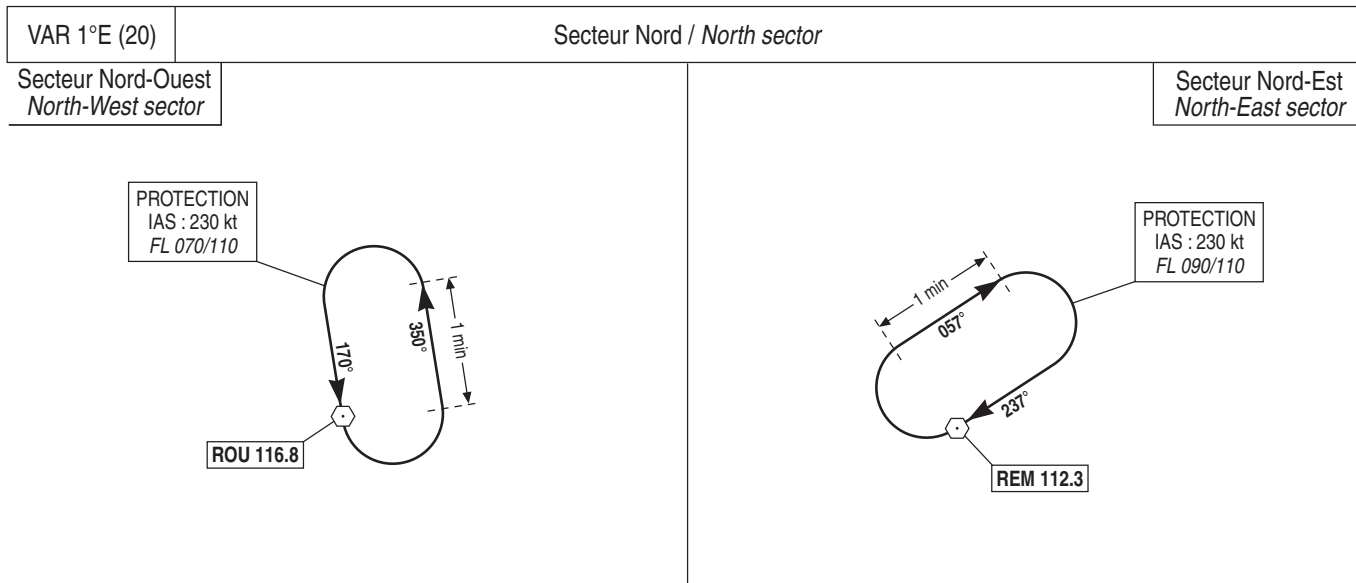 VAR 1°E (20)
Secteur Nord / North sector
Secteur Nord-Ouest
North-West sector
Secteur Nord-Est
North-East sector
PROTECTION
IAS : 230 kt
FL 070/110
170°
350°
1 min
ROU 116.8
PROTECTION
IAS : 230 kt
FL 090/110
1 min
057°
237°
REM 112.3